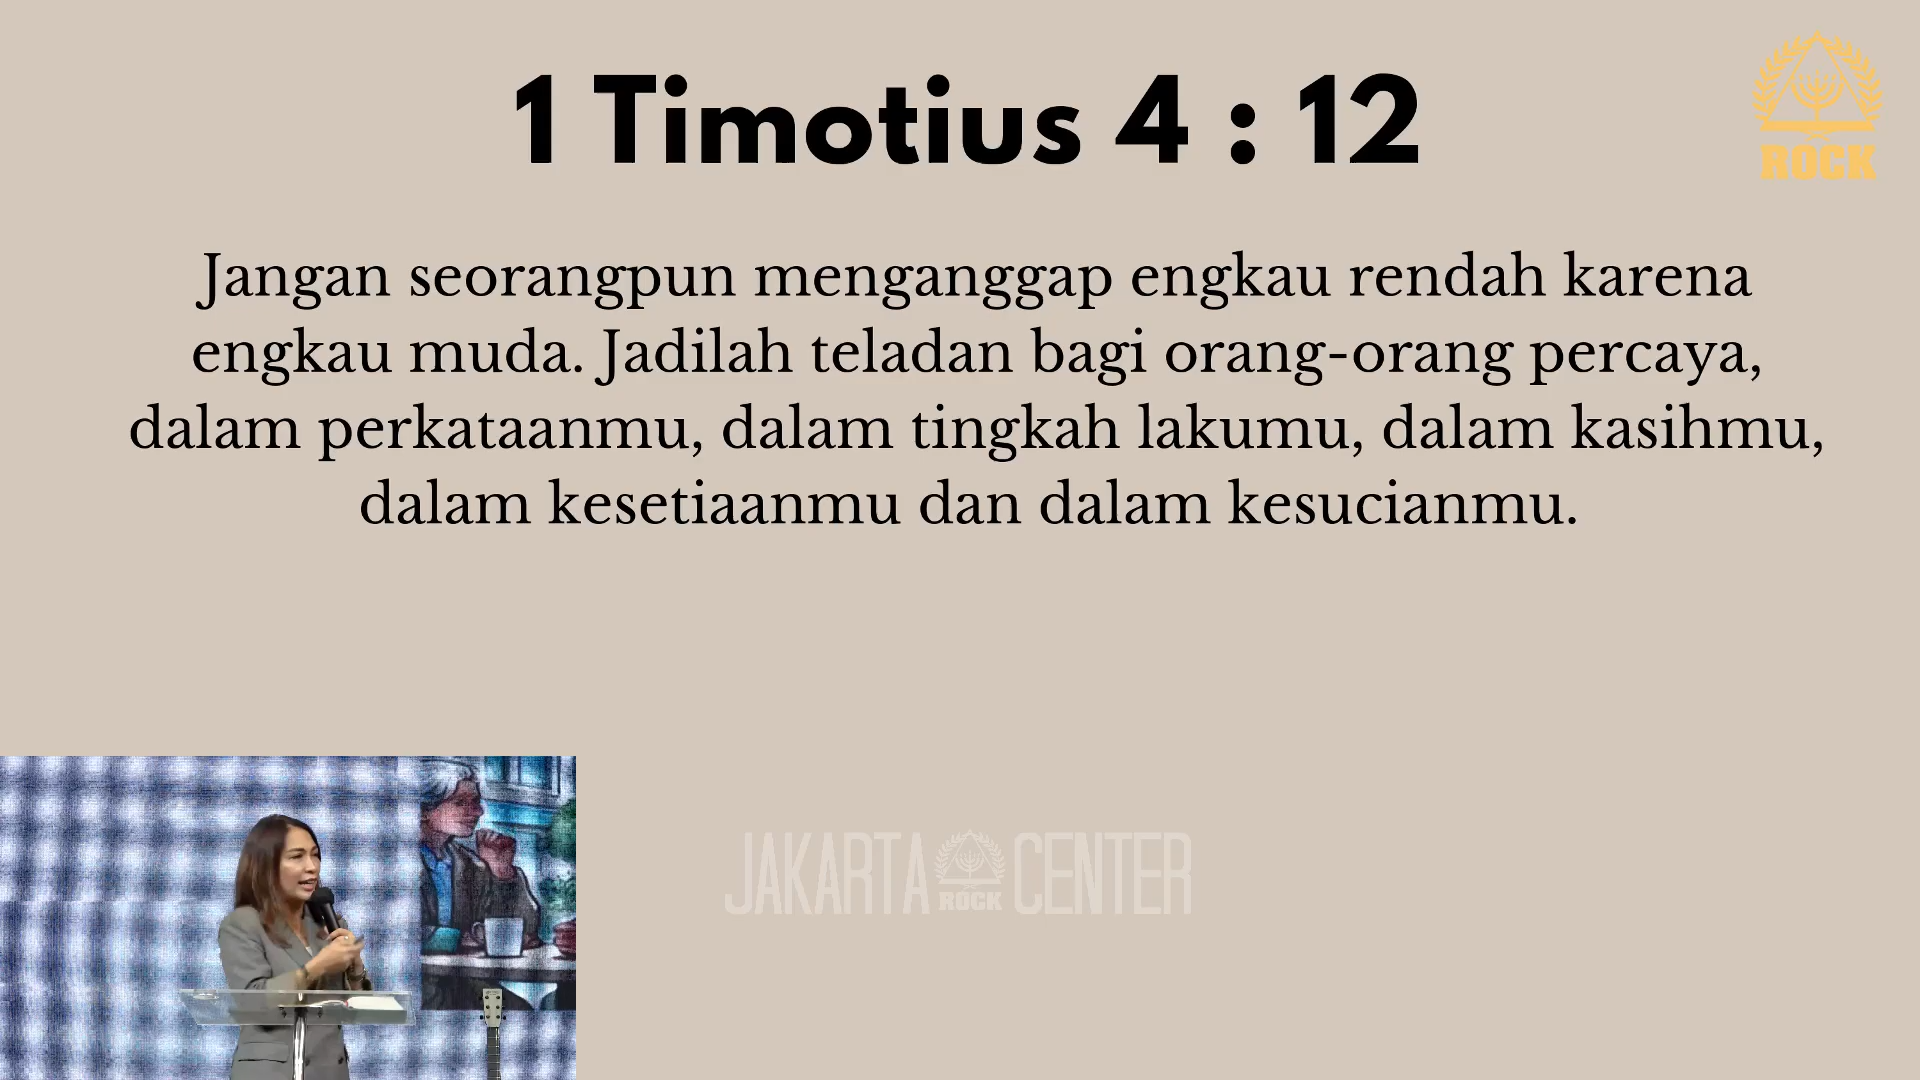 1 Timotius 4 : 12
ROCK
Jangan seorangpun menganggap engkau rendah karena
engkau muda. Jadilah teladan bagi orang-orang percaya,
dalam perkataanmu, dalam tingkah lakumu, dalam kasihmu,
dalam kesetiaanmu dan dalam kesucianmu.
JAKARTA ROCK CENTER